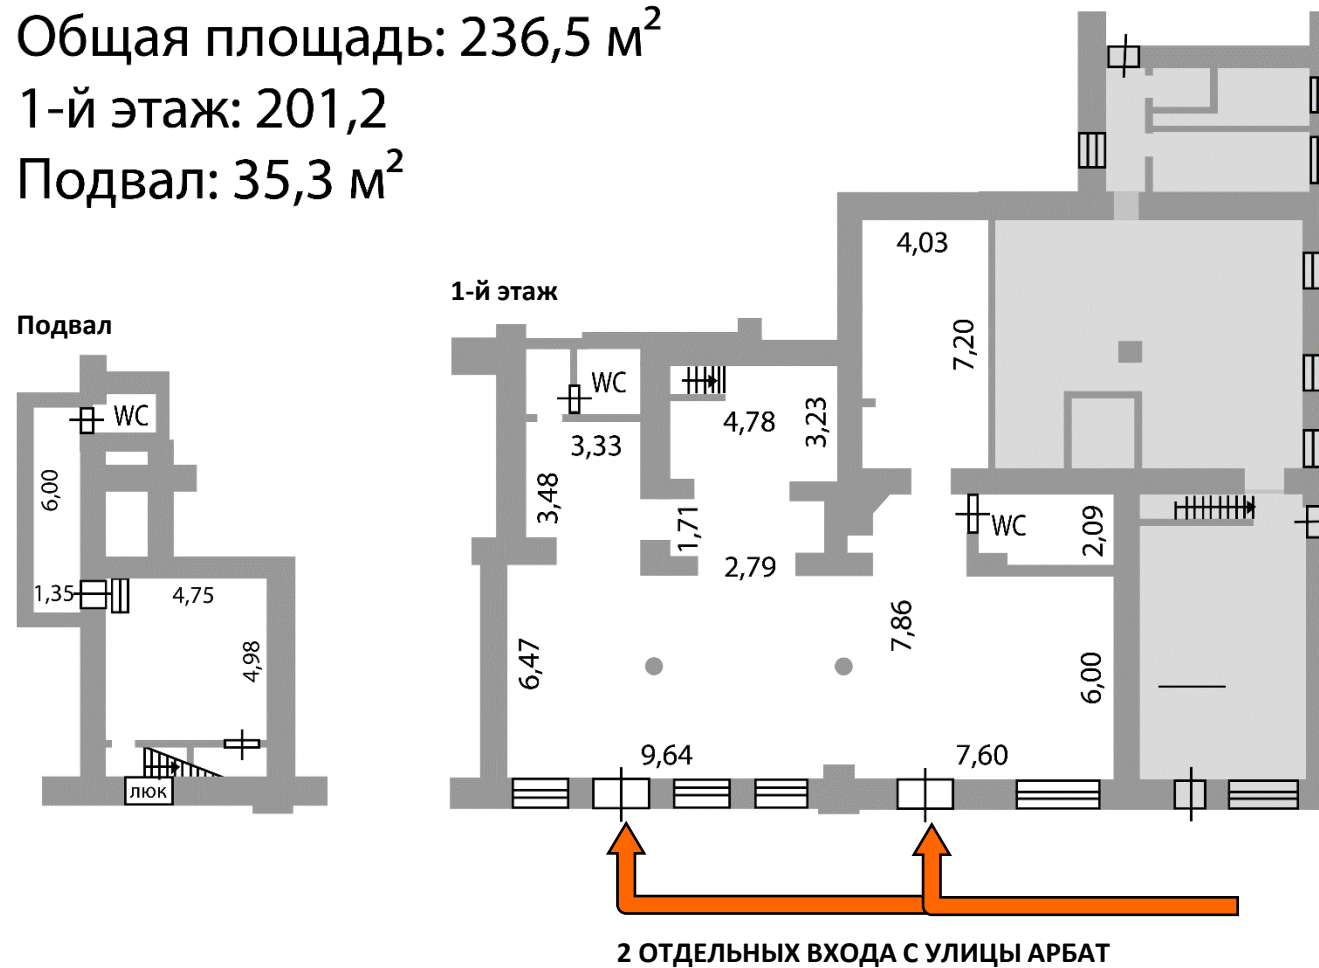 Общая площадь: 236,5 м²
1-й этаж: 201,2
Подвал: 35,3 м²
1-й этаж
Подвал
4,03
7,20
WC
WC
4,78
3,23
3,33
6,00
3,48
1,71
WC
2,09
2,79
1,35
4,75
7,86
4,98
6,47
6,00
9,64
7,60
ЛЮК
2 ОТДЕЛЬНЫХ ВХОДА С УЛИЦЫ АРБАТ